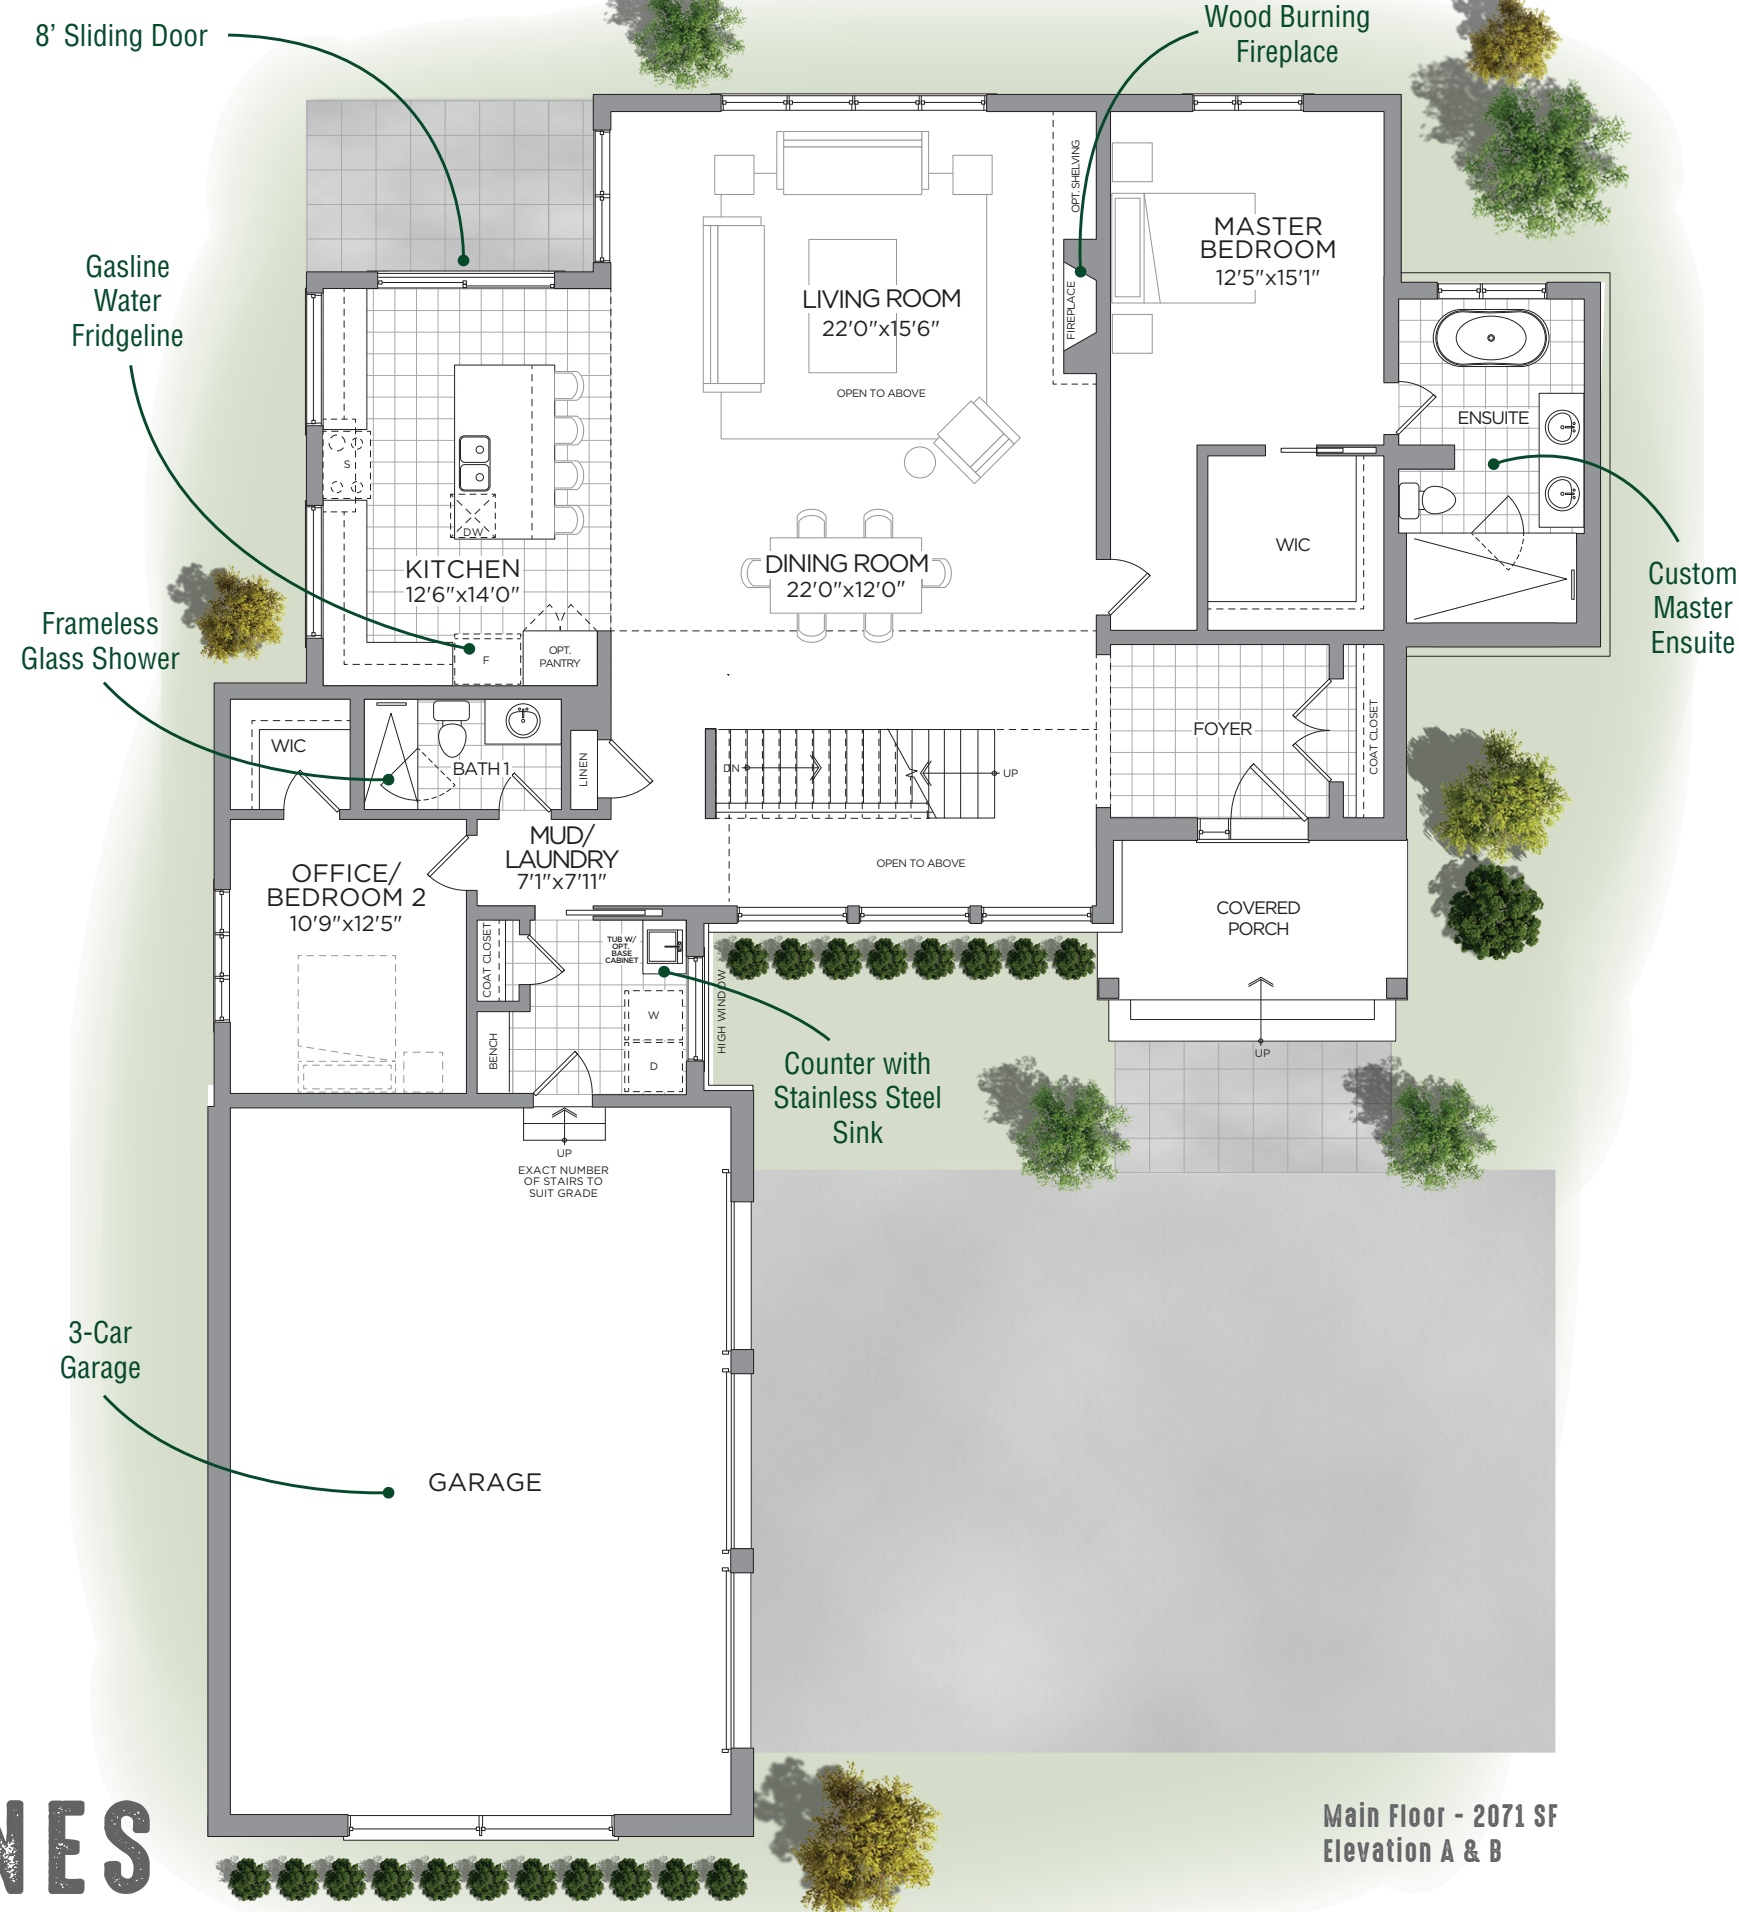 8’ Sliding Door
Wood Burning
Fireplace
Gasline
Water
Fridgeline
OPT. SHELVING
MASTER
BEDROOM
12'5"x15'1"
LIVING ROOM
22'0"x15'6"
FIREPLACE
OPEN TO ABOVE
ENSUITE
S
DW
KITCHEN
12'6"x14'0"
DINING ROOM
22'0"x12'0"
WIC
Custom
Master
Ensuite
Frameless
Glass Shower
F
OPT.
PANTRY
WIC
BATH 1
LINEN
DN
UP
FOYER
COAT CLOSET
MUD/
LAUNDRY
7'1"x7'11"
OPEN TO ABOVE
OFFICE/
BEDROOM 2
10'9"x12'5"
COVERED
PORCH
COAT CLOSET
TUB W/
OPT.
BASE
CABINET
HIGH WINDOW
W
D
BENCH
UP
Counter with
Stainless Steel
Sink
UP
EXACT NUMBER
OF STAIRS TO
SUIT GRADE
3-Car
Garage
GARAGE
NES
Main Floor - 2071 SF
Elevation A & B